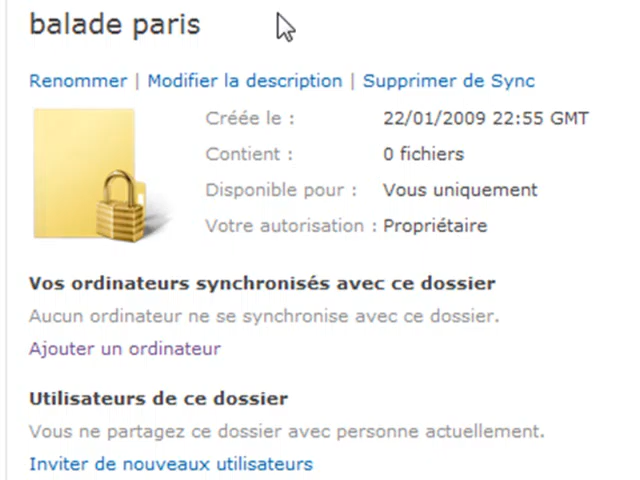 balade paris
Renommer | Modifier la description | Supprimer de Sync
Créée le : 22/01/2009 22:55 GMT
Contient : 0 fichiers
Disponible pour : Vous uniquement
Votre autorisation : Propriétaire
Vos ordinateurs synchronisés avec ce dossier
Aucun ordinateur ne se synchronise avec ce dossier.
Ajouter un ordinateur
Utilisateurs de ce dossier
Vous ne partagez ce dossier avec personne actuellement.
Inviter de nouveaux utilisateurs